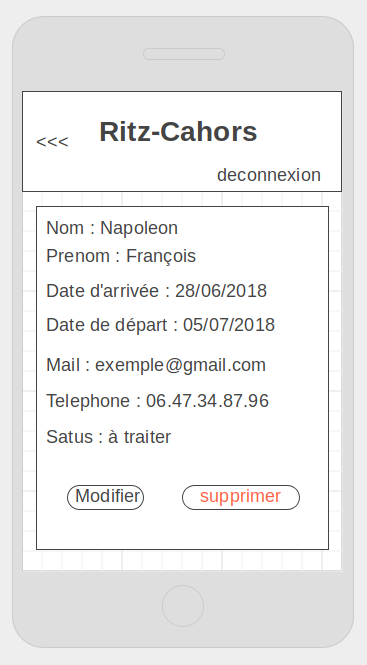 Ritz-Cahors
<<<
deconnexion
Nom : Napoleon
Prenom : François
Date d'arrivée : 28/06/2018
Date de départ : 05/07/2018
Mail : exemple@gmail.com
Telephone : 06.47.34.87.96
Satus : à traiter
Modifier supprimer